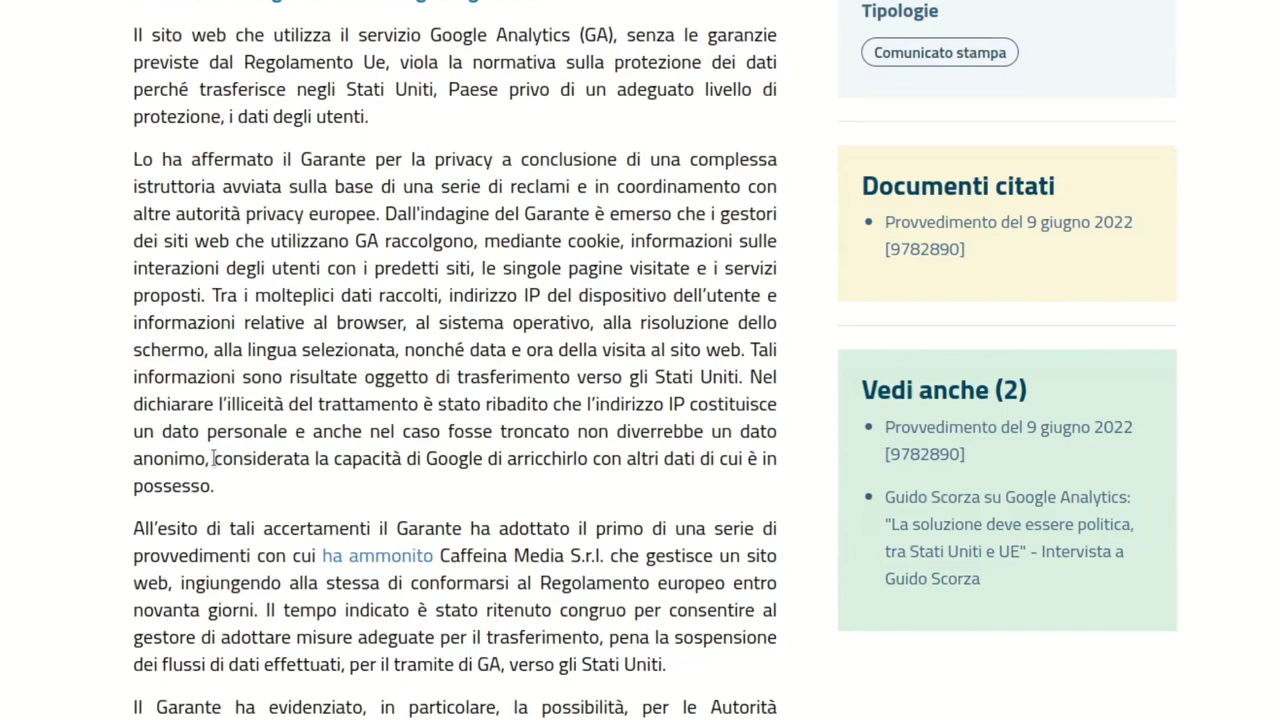 Il sito web che utilizza il servizio Google Analytics (GA), senza le garanzie
previste dal Regolamento Ue, viola la normativa sulla protezione dei dati
perché trasferisce negli Stati Uniti, Paese privo di un adeguato livello di
protezione, i dati degli utenti.
Lo ha affermato il Garante per la privacy a conclusione di una complessa
istruttoria avviata sulla base di una serie di reclami e in coordinamento con
altre autorità privacy europee. Dall'indagine del Garante è emerso che i gestori
dei siti web che utilizzano GA raccolgono, mediante cookie, informazioni sulle
interazioni degli utenti con i predetti siti, le singole pagine visitate e i servizi
proposti. Tra i molteplici dati raccolti, indirizzo IP del dispositivo dell’utente e
informazioni relative al browser, al sistema operativo, alla risoluzione dello
schermo, alla lingua selezionata, nonché data e ora della visita al sito web. Tali
informazioni sono risultate oggetto di trasferimento verso gli Stati Uniti. Nel
dichiarare l’illiceità del trattamento è stato ribadito che l’indirizzo IP costituisce
un dato personale e anche nel caso fosse troncato non diverrebbe un dato
anonimo, considerata la capacità di Google di arricchirlo con altri dati di cui è in
possesso.
All’esito di tali accertamenti il Garante ha adottato il primo di una serie di
provvedimenti con cui ha ammonito Caffeina Media S.r.l. che gestisce un sito
web, ingiungendo alla stessa di conformarsi al Regolamento europeo entro
novanta giorni. Il tempo indicato è stato ritenuto congruo per consentire al
gestore di adottare misure adeguate per il trasferimento, pena la sospensione
dei flussi di dati effettuati, per il tramite di GA, verso gli Stati Uniti.
Il Garante ha evidenziato, in particolare, la possibilità, per le Autorità
Tipologie
Comunicato stampa
Documenti citati
Provvedimento del 9 giugno 2022
[9782890]
Vedi anche (2)
Provvedimento del 9 giugno 2022
[9782890]
Guido Scorza su Google Analytics:
"La soluzione deve essere politica,
tra Stati Uniti e UE" - Intervista a
Guido Scorza